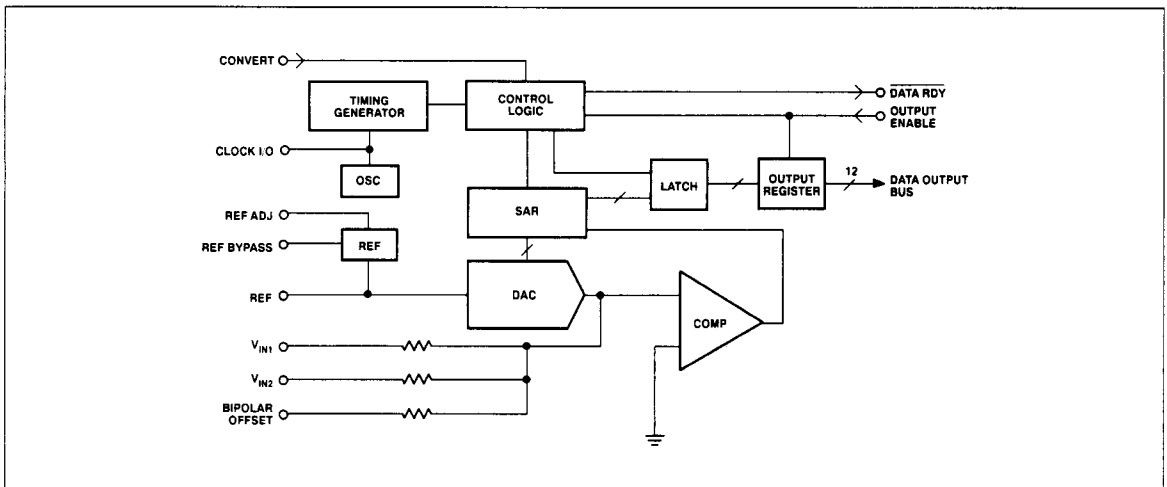 CONVERT
TIMING
GENERATOR
CONTROL
LOGIC
DATA RDY
OUTPUT
ENABLE
CLOCK I/O
OSC
LATCH
OUTPUT
REGISTER
12
DATA OUTPUT
BUS
SAR
REF ADJ
REF BYPASS
REF
REF
DAC
COMP
VIN1
VIN2
BIPOLAR
OFFSET